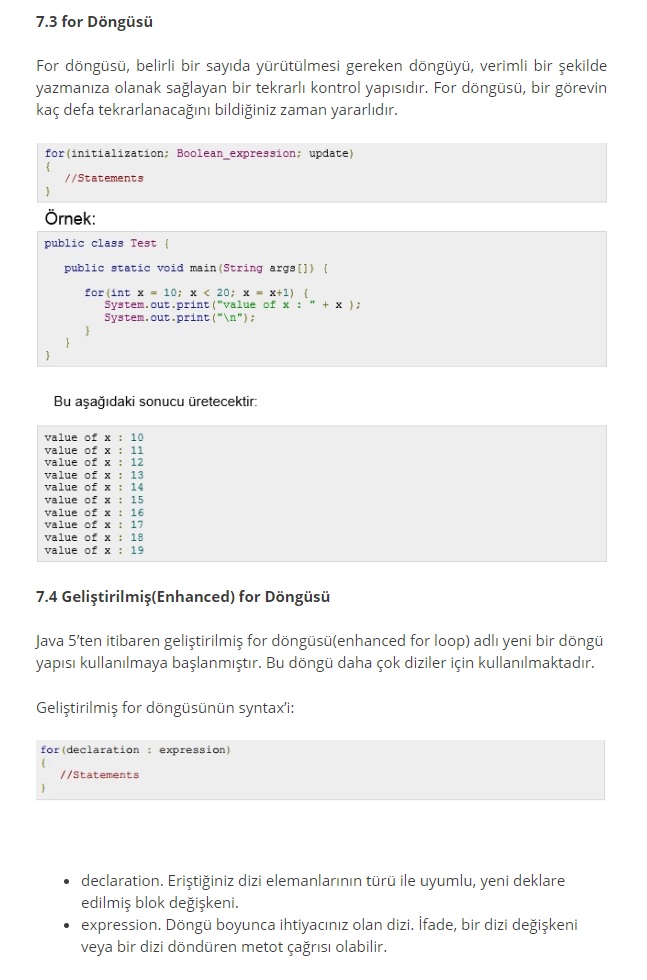 7.3 for Döngüsü
For döngüsü, belirli bir sayıda yürütülmesi gereken döngüyü, verimli bir şekilde
yazmanıza olanak sağlayan bir tekrarlı kontrol yapısıdır. For döngüsü, bir görevin
kaç defa tekrarlanacağını bildiğiniz zaman yararlıdır.
for(initialization; Boolean_expression; update)
{
//Statements
}
Örnek:
public class Test {
public static void main(String args[]) {
for(int x = 10; x < 20; x = x+1) {
System.out.print("value of x : " + x );
System.out.print("\n");
}
}
}
Bu aşağıdaki sonucu üretecektir:
value of x : 10
value of x : 11
value of x : 12
value of x : 13
value of x : 14
value of x : 15
value of x : 16
value of x : 17
value of x : 18
value of x : 19
7.4 Geliştirilmiş(Enhanced) for Döngüsü
Java 5’ten itibaren geliştirilmiş for döngüsü(enhanced for loop) adlı yeni bir döngü
yapısı kullanılmaya başlanmıştır. Bu döngü daha çok diziler için kullanılmaktadır.
Geliştirilmiş for döngüsünün syntax’i:
for(declaration : expression)
{
//Statements
}
• declaration. Eriştiğiniz dizi elemanlarının türü ile uyumlu, yeni deklare
edilmiş blok değişkeni.
• expression. Döngü boyunca ihtiyacınız olan dizi. İfade, bir dizi değişkeni
veya bir dizi döndüren metot çağrısı olabilir.